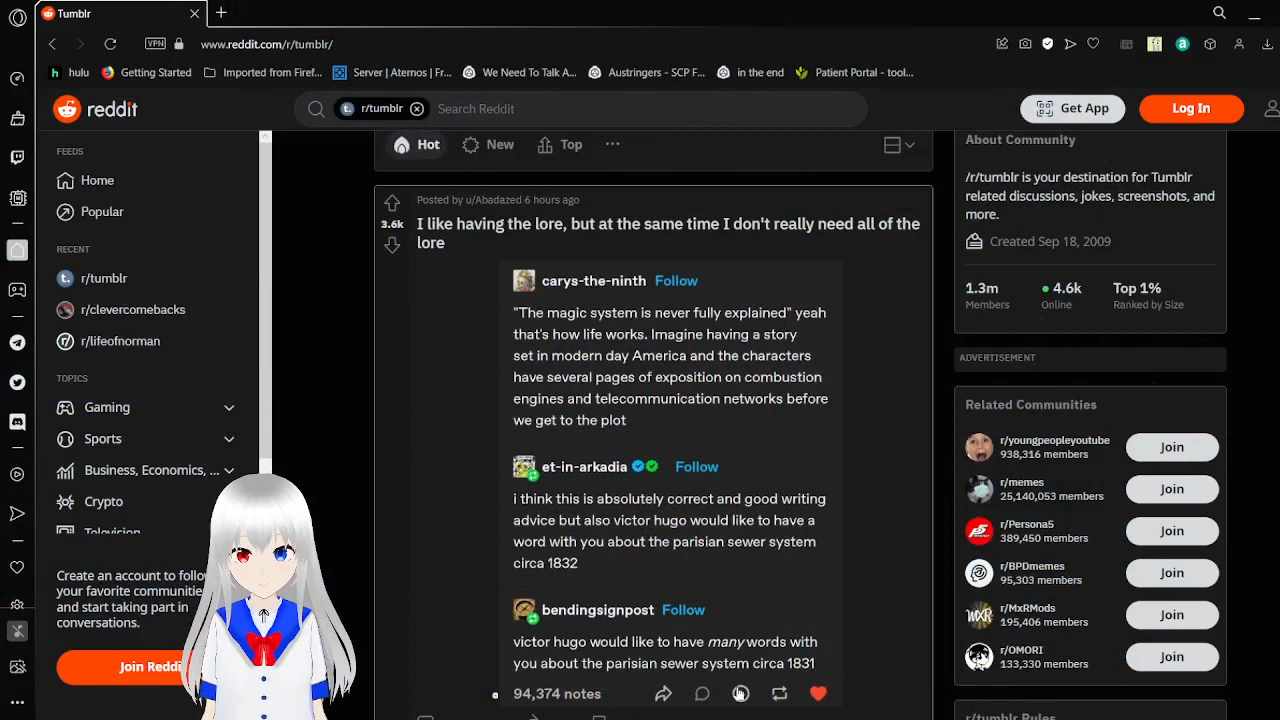 Tumblr
VPN
www.reddit.com/r/tumblr/
hulu
Getting Started
Imported from Firef...
Server | Aternos | Fr...
We Need To Talk A...
Austringers - SCP F...
in the end
Patient Portal - tool...
reddit
r/tumblr
Search Reddit
Get App
Log In
FEEDS
Home
Popular
RECENT
r/tumblr
r/clevercomebacks
r/lifeofnorman
TOPICS
Gaming
Sports
Business, Economics, ...
Crypto
Television
Create an account to follo
your favorite communities
and start taking part in
conversations.
Join Reddi
Hot
New
Top
Posted by u/Abadazed 6 hours ago
3.6k
I like having the lore, but at the same time I don't really need all of the
lore
carys-the-ninth Follow
"The magic system is never fully explained" yeah
that's how life works. Imagine having a story
set in modern day America and the characters
have several pages of exposition on combustion
engines and telecommunication networks before
we get to the plot
et-in-arkadia Follow
i think this is absolutely correct and good writing
advice but also victor hugo would like to have a
word with you about the parisian sewer system
circa 1832
bendingsignpost Follow
victor hugo would like to have many words with
you about the parisian sewer system circa 1831
94,374 notes
About Community
/r/tumblr is your destination for Tumblr
related discussions, jokes, screenshots, and
more.
Created Sep 18, 2009
1.3m
Members
4.6k
Online
Top 1%
Ranked by Size
ADVERTISEMENT
Related Communities
r/youngpeopleyoutube
938,316 members
Join
r/memes
25,140,053 members
Join
r/Persona5
389,450 members
Join
r/BPDmemes
95,303 members
Join
r/MxRMods
195,406 members
Join
r/OMORI
133,330 members
Join
r/tumblr Rules